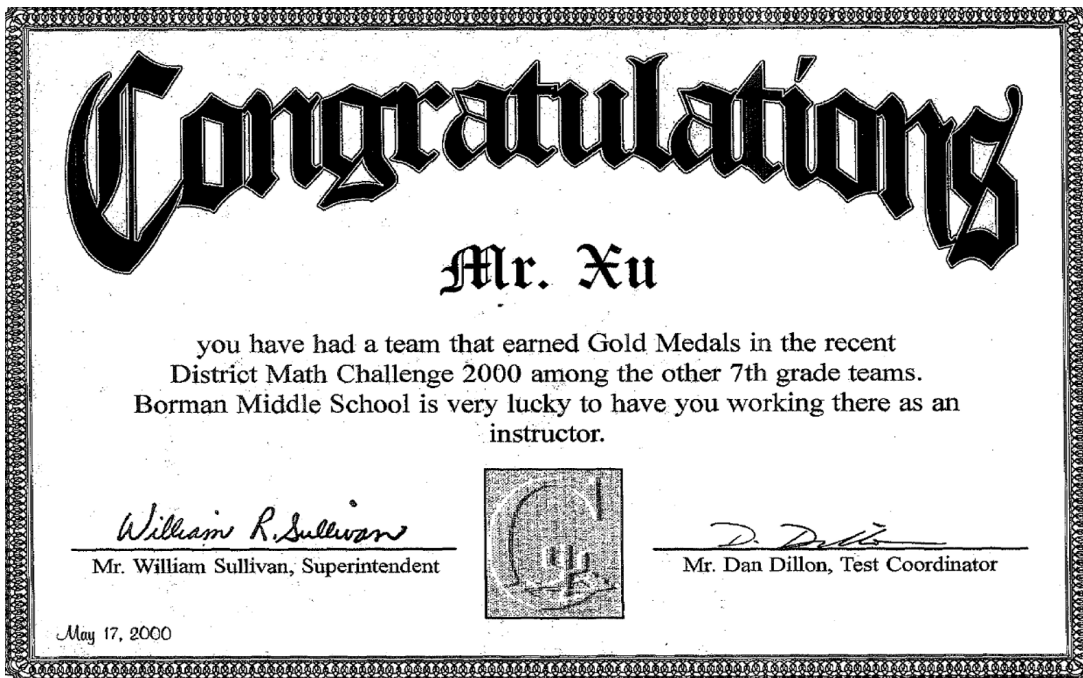 Congratulations
Mr. Xu
you have had a team that earned Gold Medals in the recent
District Math Challenge 2000 among the other 7th grade teams.
Borman Middle School is very lucky to have you working there as an
instructor.
William R. Sullivan
D. Dillon
Mr. William Sullivan, Superintendent
Mr. Dan Dillon, Test Coordinator
May 17, 2000